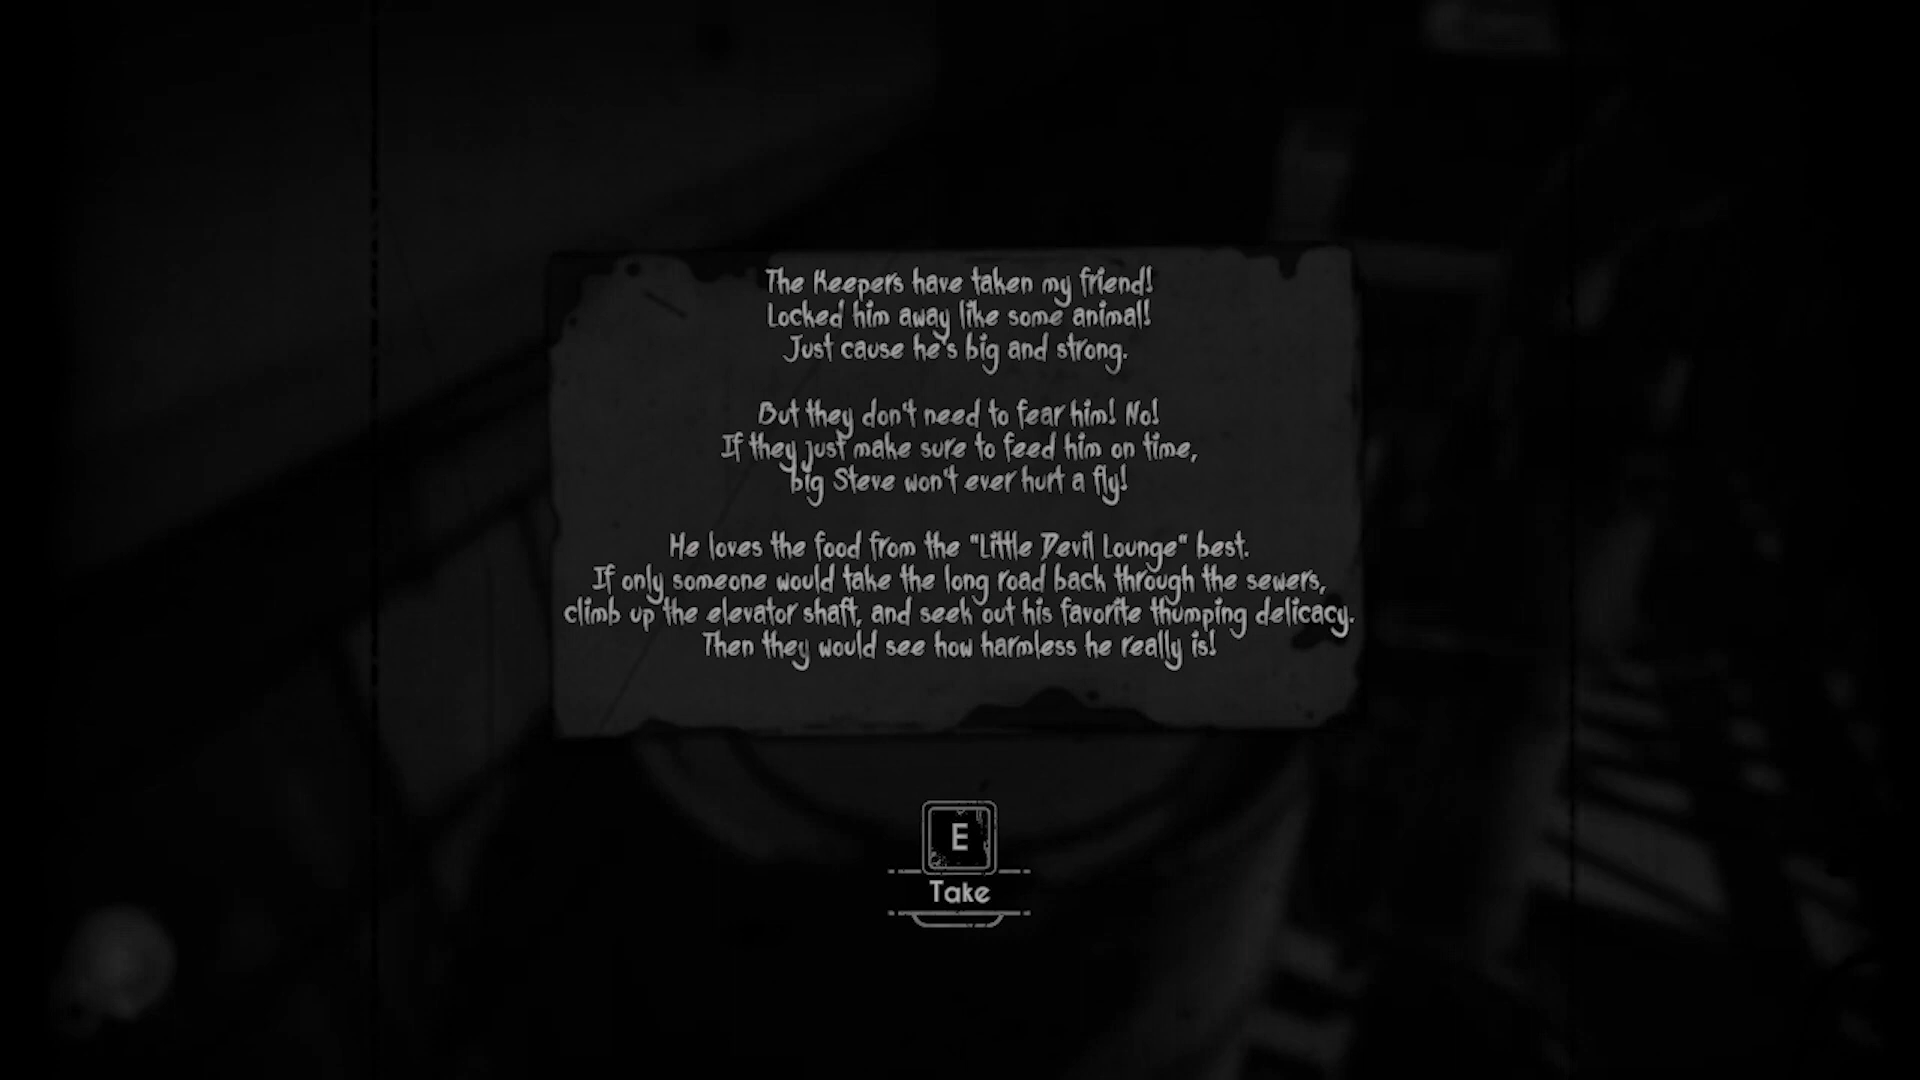 The Keepers have taken my friend!
Locked him away like some animal!
Just cause he's big and strong.
But they don't need to fear him! No!
If they just make sure to feed him on time,
big Steve won't ever hurt a fly!
He loves the food from the "Little Devil Lounge" best.
If only someone would take the long road back through the sewers,
climb up the elevator shaft, and seek out his favorite thumping delicacy.
Then they would see how harmless he really is!
E
Take